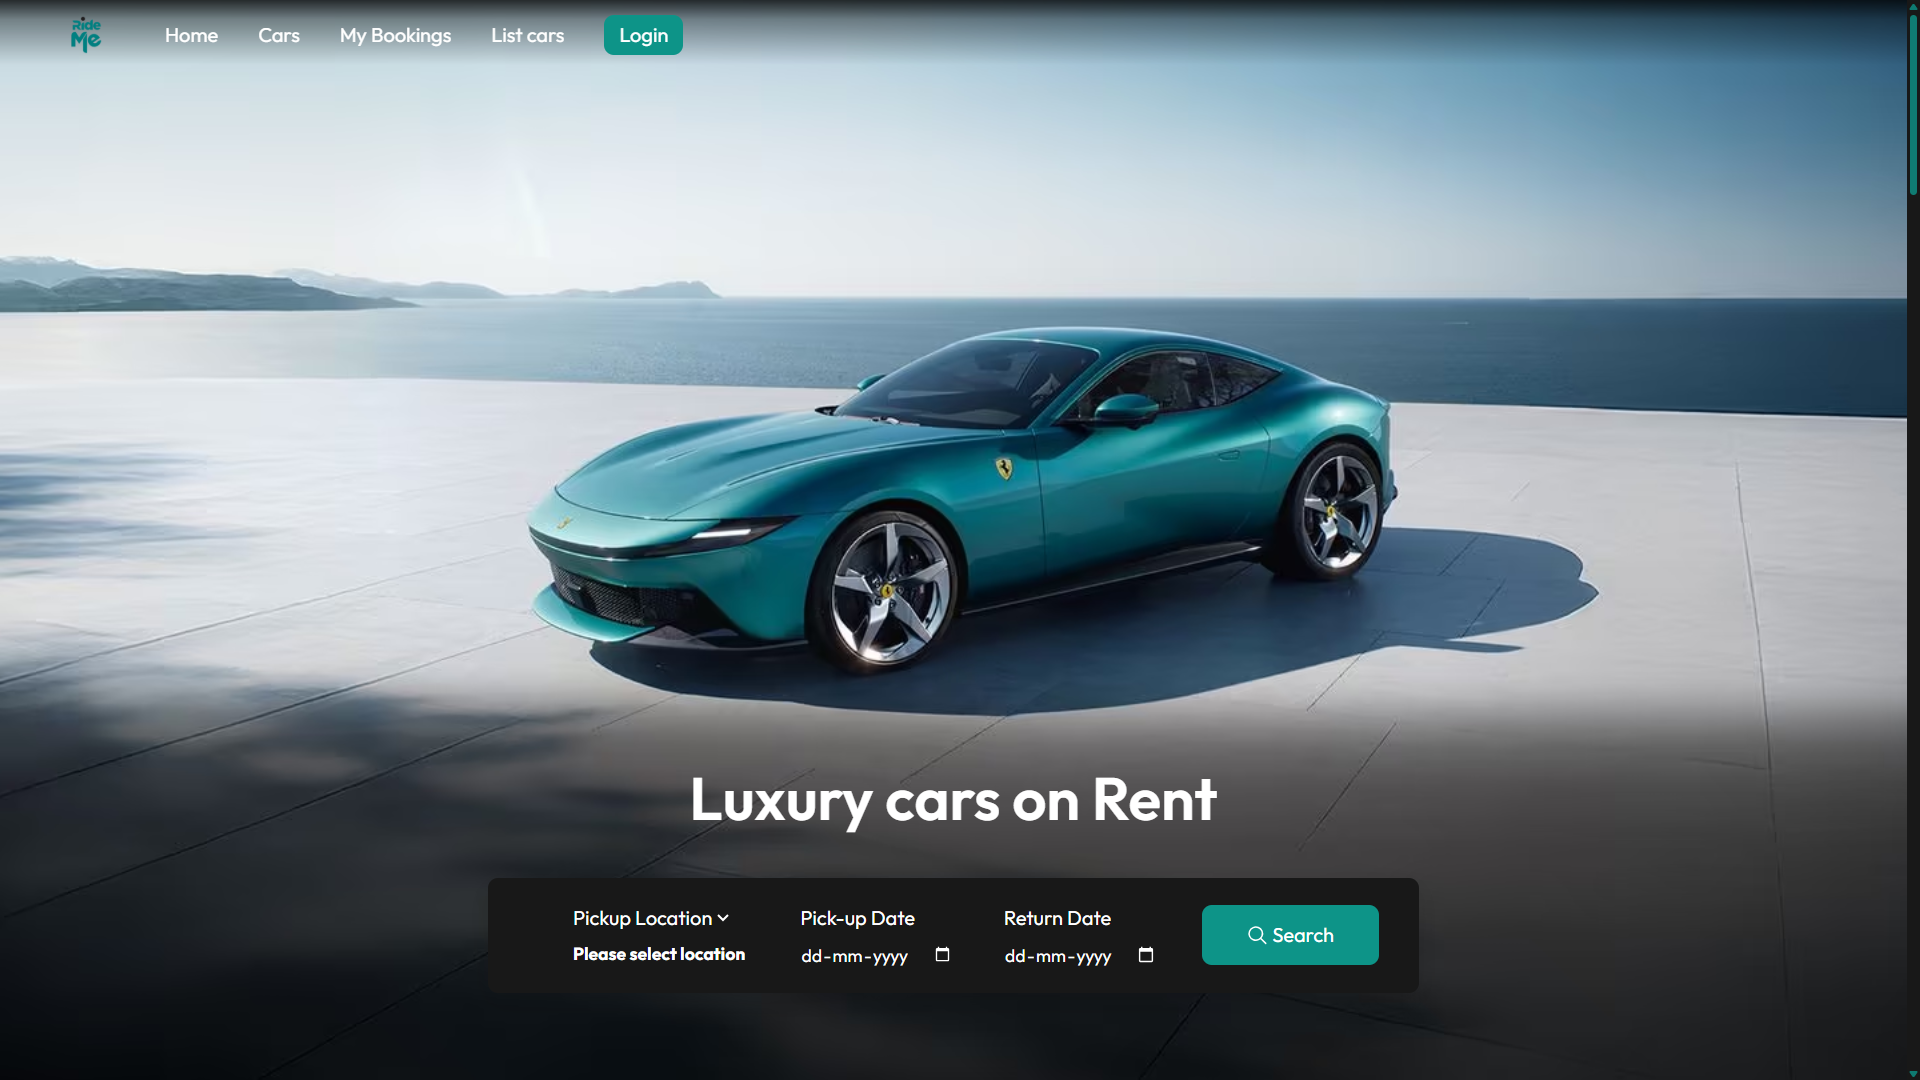 Ride
Me
Home
Cars
My Bookings
List cars
Login
Luxury cars on Rent
Pickup Location
Pick-up Date
Return Date
Please select location
dd-mm-yyyy
dd-mm-yyyy
Search